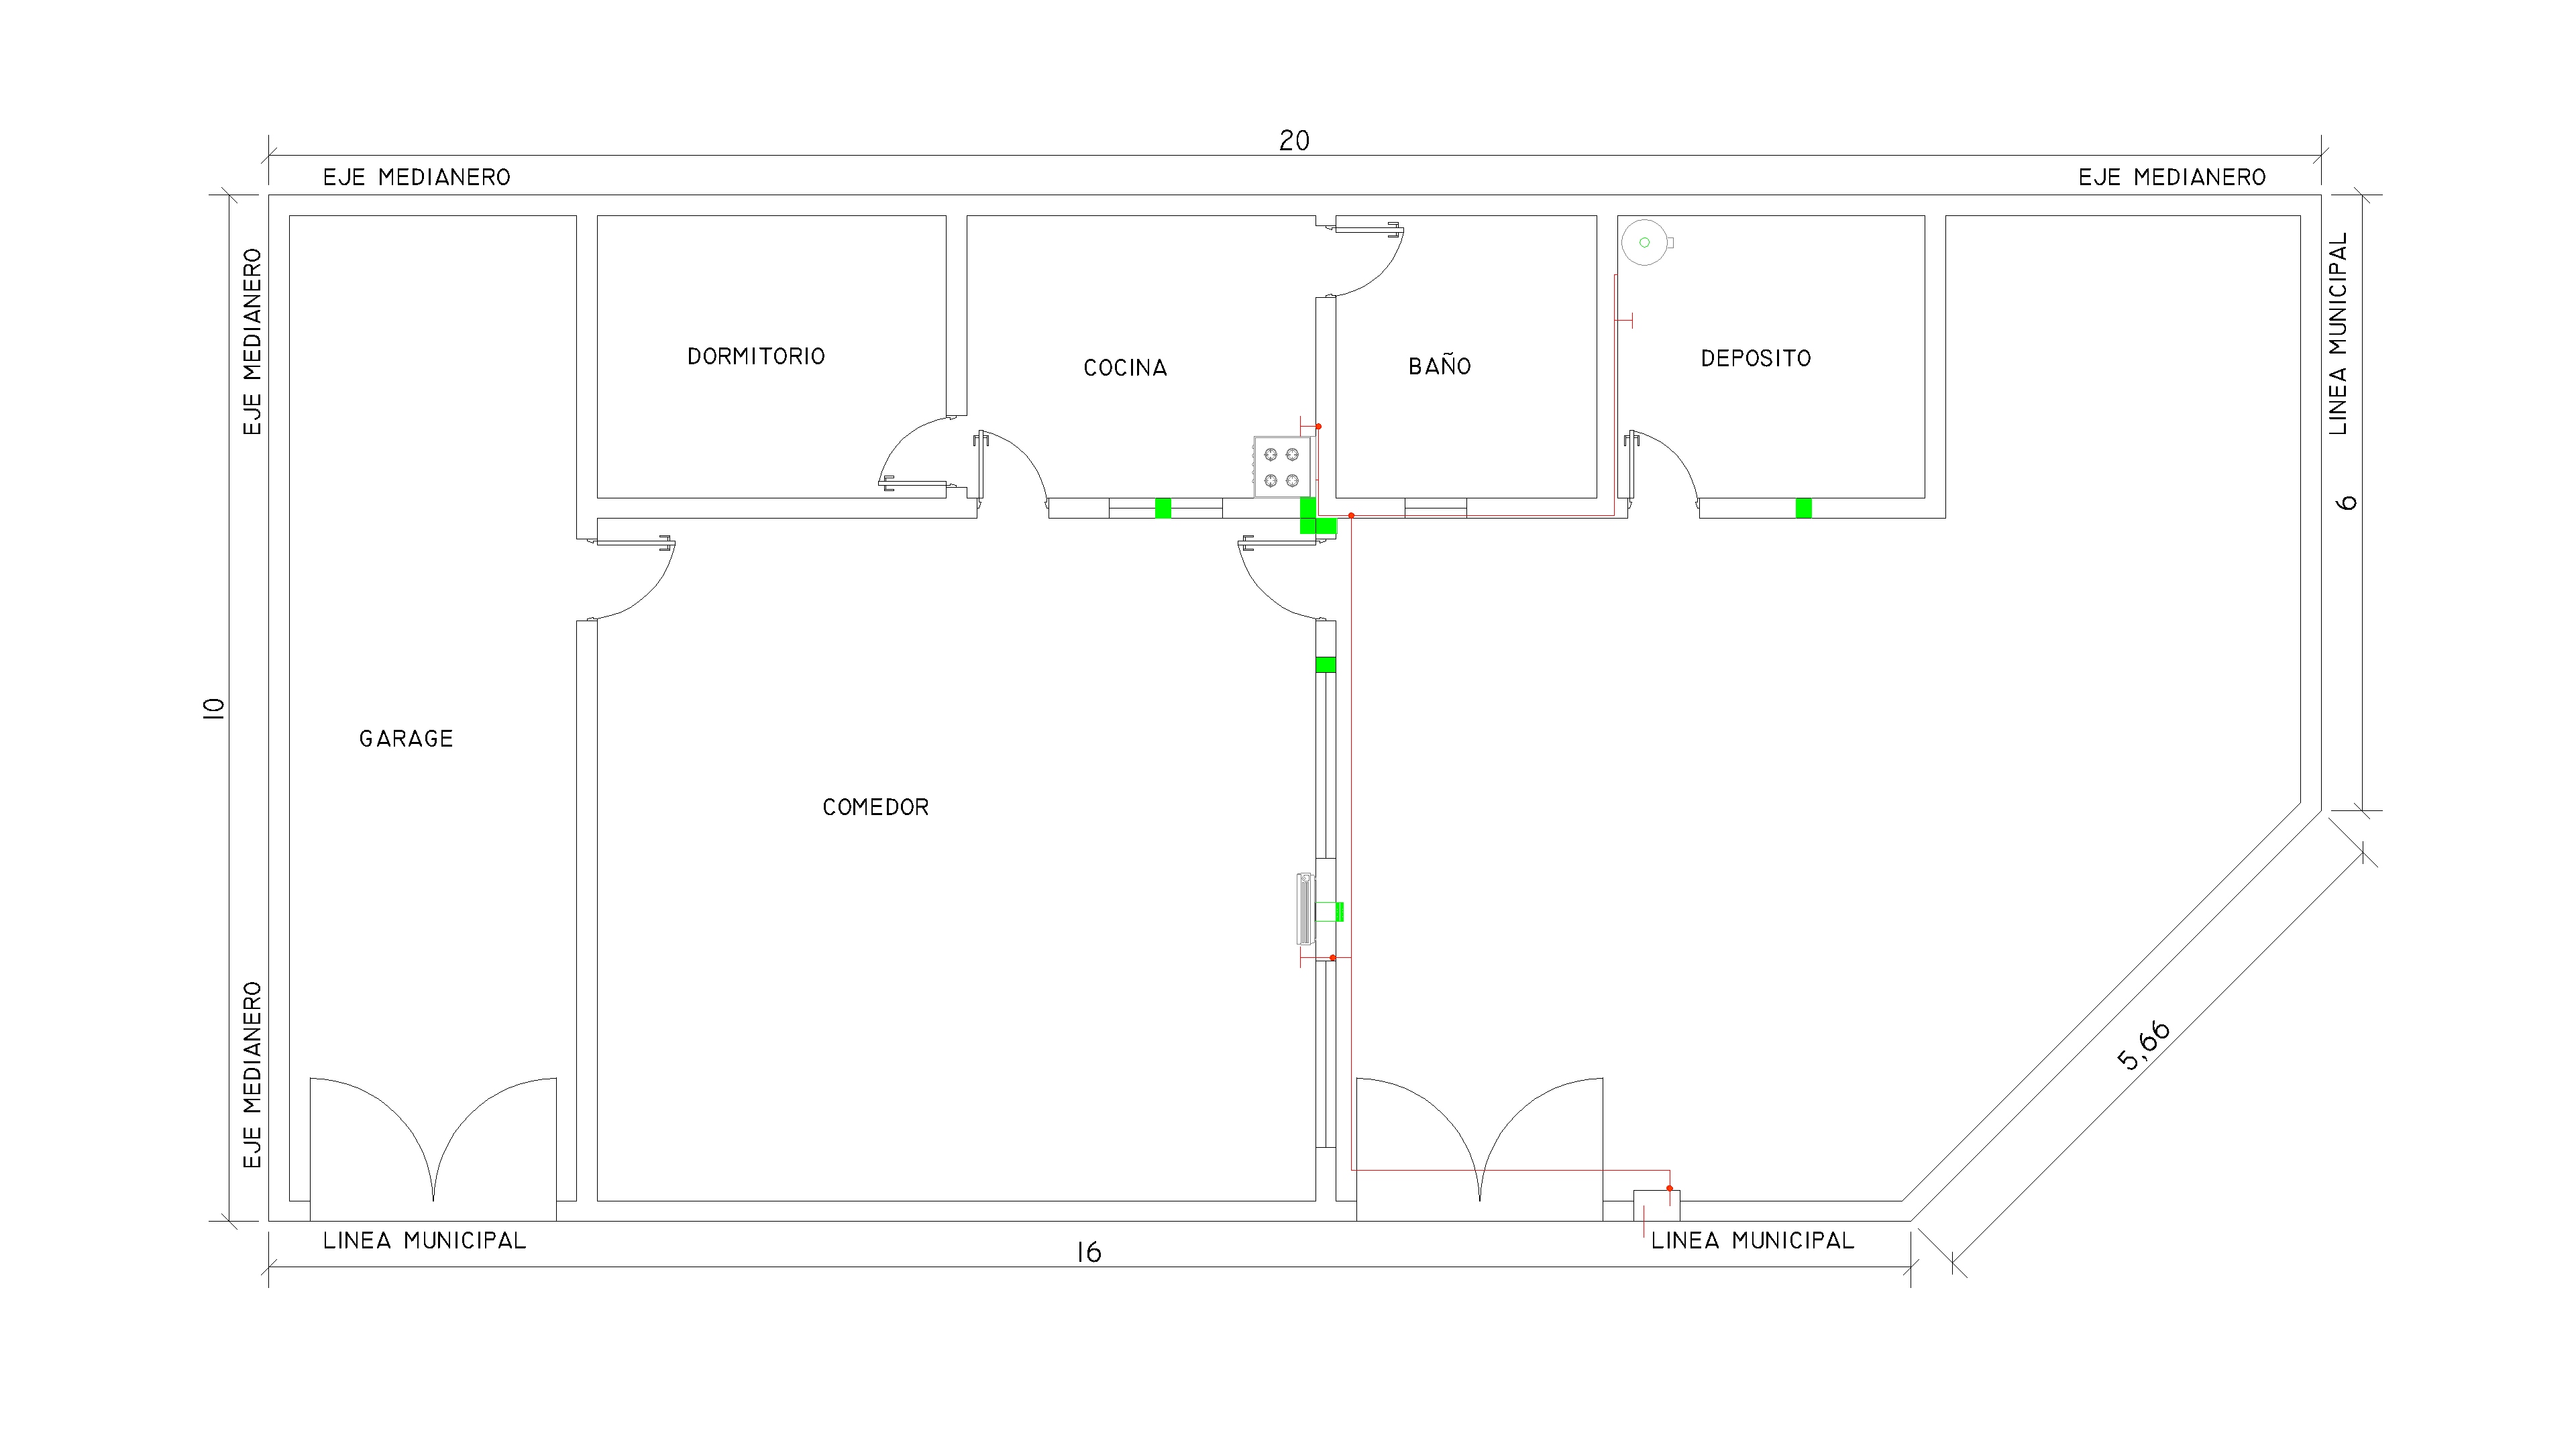 20
EJE MEDIANERO
EJE MEDIANERO
EJE MEDIANERO
LINEA MUNICIPAL
DORMITORIO
COCINA
BAÑO
DEPOSITO
6
10
GARAGE
COMEDOR
EJE MEDIANERO
5,66
LINEA MUNICIPAL
LINEA MUNICIPAL
16